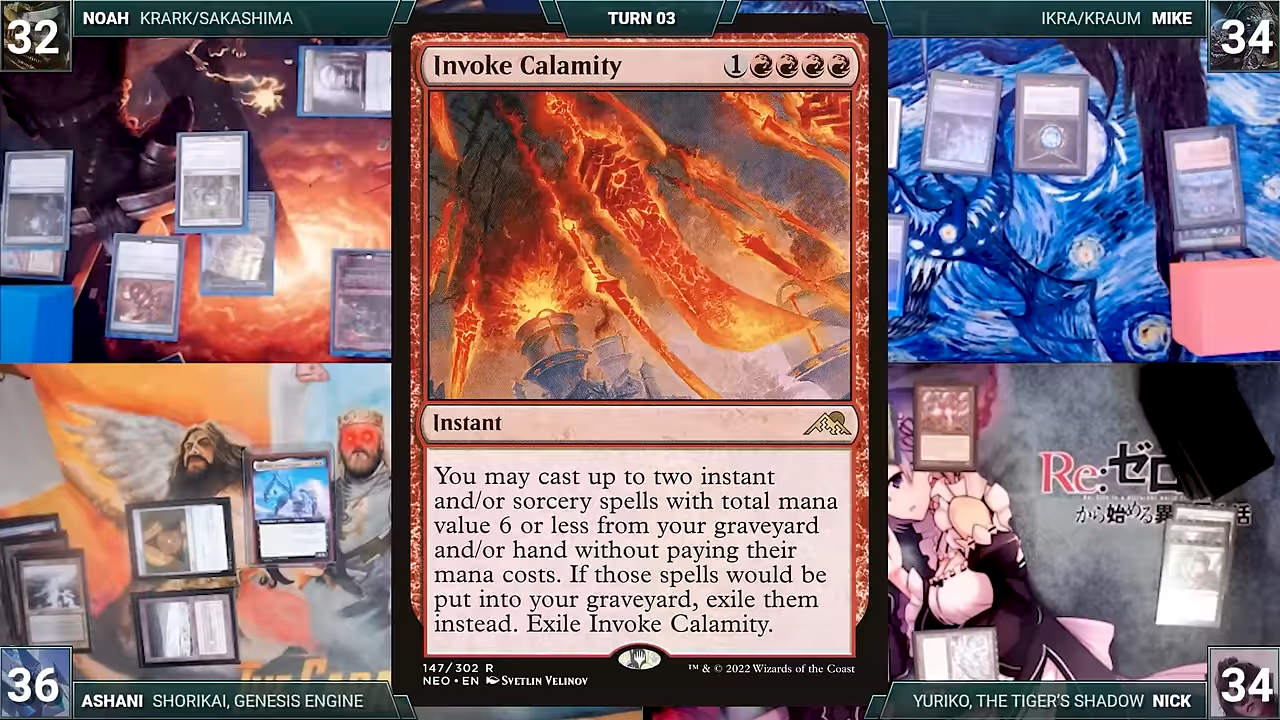 32
NOAH KRARK/SAKASHIMA
TURN 03
IKRA/KRAUM MIKE
34
Invoke Calamity
1
Instant
You may cast up to two instant
and/or sorcery spells with total mana
value 6 or less from your graveyard
and/or hand without paying their
mana costs. If those spells would be
put into your graveyard, exile them
instead. Exile Invoke Calamity.
147/302 R
NEO • EN SVETLIN VELINOV
™ & © 2022 Wizards of the Coast
Re:ゼロ
から始める異
活
36
ASHANI SHORIKAI, GENESIS ENGINE
YURIKO, THE TIGER'S SHADOW NICK
34